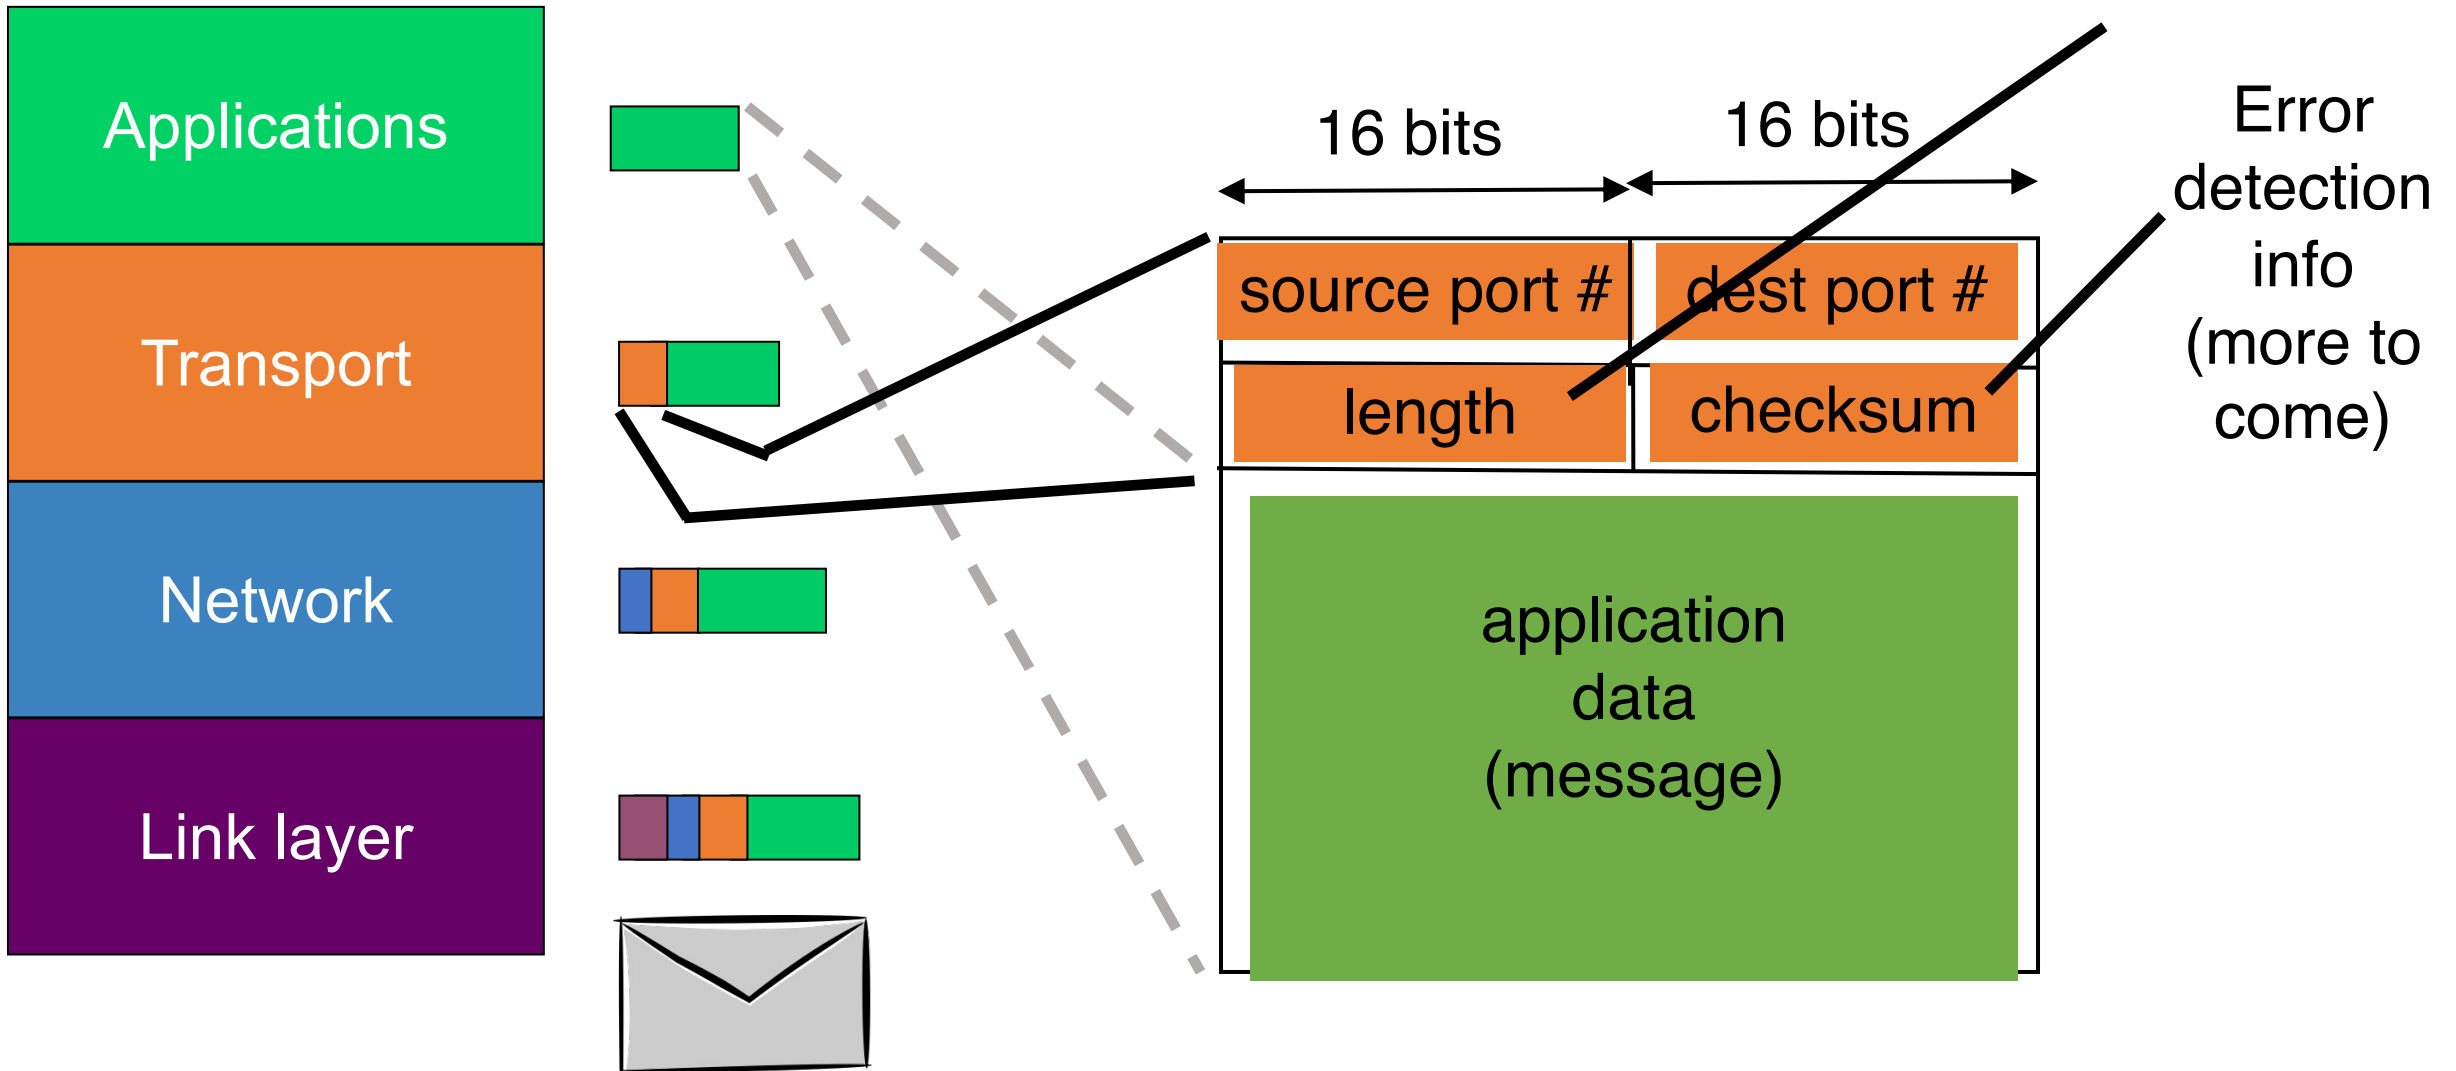 Applications
Transport
Network
Link layer
16 bits
16 bits
source port #
dest port #
length
checksum
application
data
(message)
Error
detection
info
(more to
come)